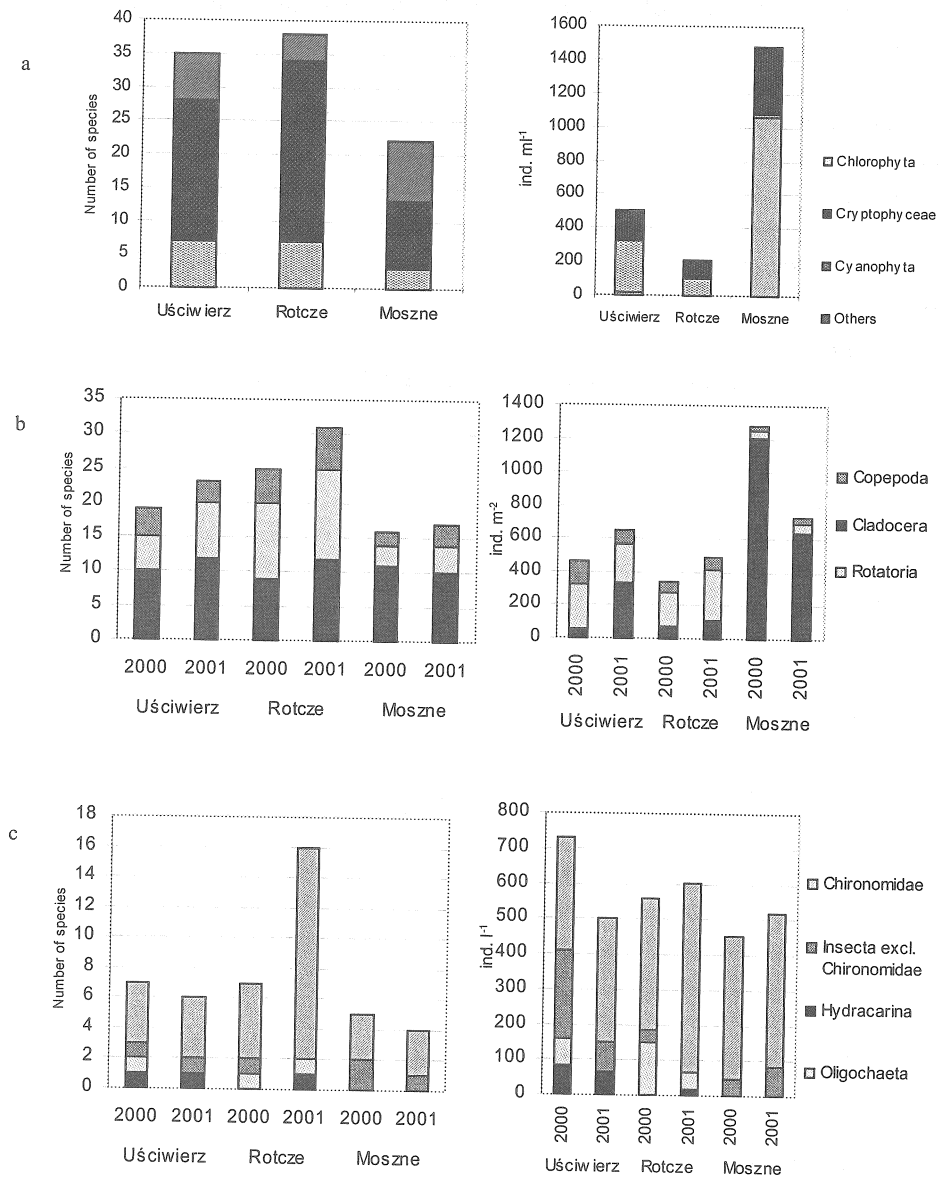 a
Number of species
40
35
30
25
20
15
10
5
0
Uściwierz Rotcze Moszne
ind. ml-1
1600
1400
1200
1000
800
600
400
200
0
Uściwierz Rotcze Moszne
Chlorophyta
Cryptophyceae
Cyanophyta
Others
b
Number of species
35
30
25
20
15
10
5
0
2000 2001 2000 2001 2000 2001
Uściwierz Rotcze Moszne
ind. m-2
1400
1200
1000
800
600
400
200
0
2000 2001 2000 2001 2000 2001
Uściwierz Rotcze Moszne
Copepoda
Cladocera
Rotatoria
c
Number of species
18
16
14
12
10
8
6
4
2
0
2000 2001 2000 2001 2000 2001
Uściwierz Rotcze Moszne
ind. l-1
800
700
600
500
400
300
200
100
0
2000 2001 2000 2001 2000 2001
Uściwierz Rotcze Moszne
Chironomidae
Insecta excl.
Chironomidae
Hydracarina
Oligochaeta